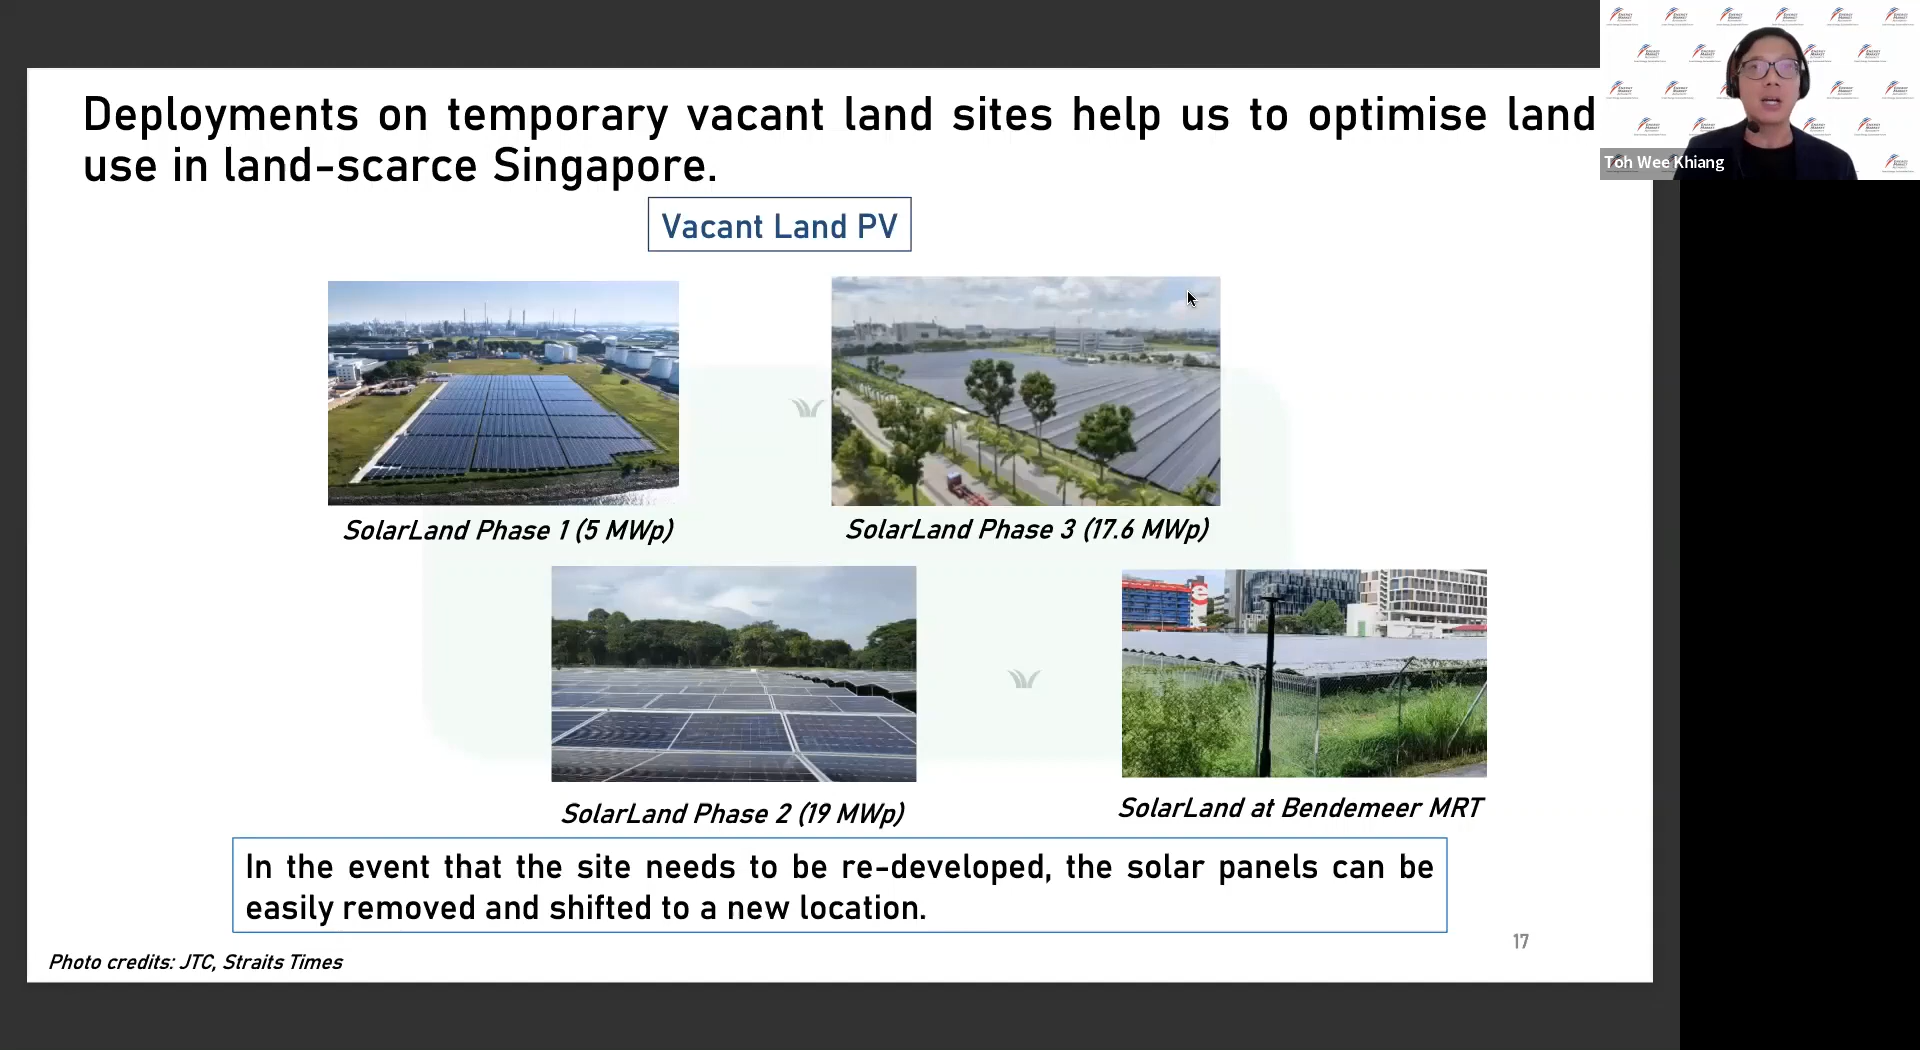 Deployments on temporary vacant land sites help us to optimise land
use in land-scarce Singapore.
Toh Wee Khiang
Vacant Land PV
SolarLand Phase 1 (5 MWp)
SolarLand Phase 3 (17.6 MWp)
SolarLand Phase 2 (19 MWp)
SolarLand at Bendemeer MRT
In the event that the site needs to be re-developed, the solar panels can be
easily removed and shifted to a new location.
17
Photo credits: JTC, Straits Times